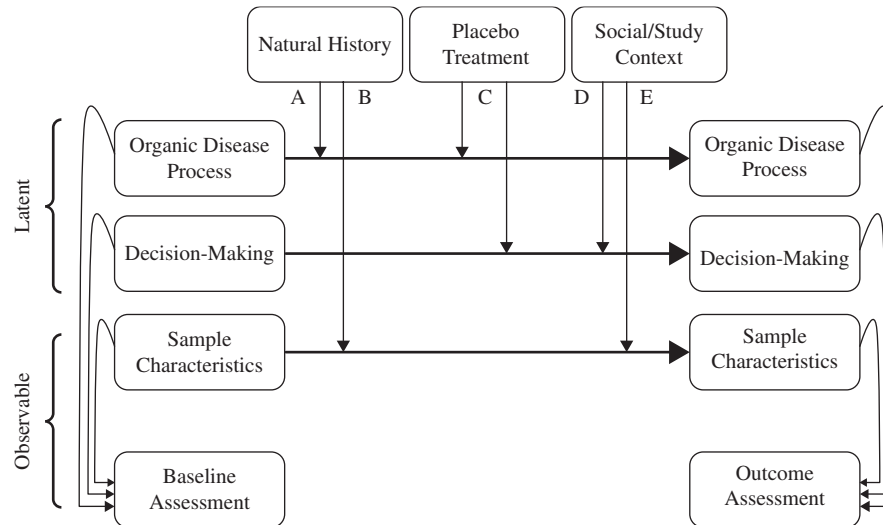 Natural History
Placebo
Treatment
Social/Study
Context
A
B
C
D
E
Latent
Organic Disease
Process
Organic Disease
Process
Decision-Making
Decision-Making
Observable
Sample
Characteristics
Sample
Characteristics
Baseline
Assessment
Outcome
Assessment